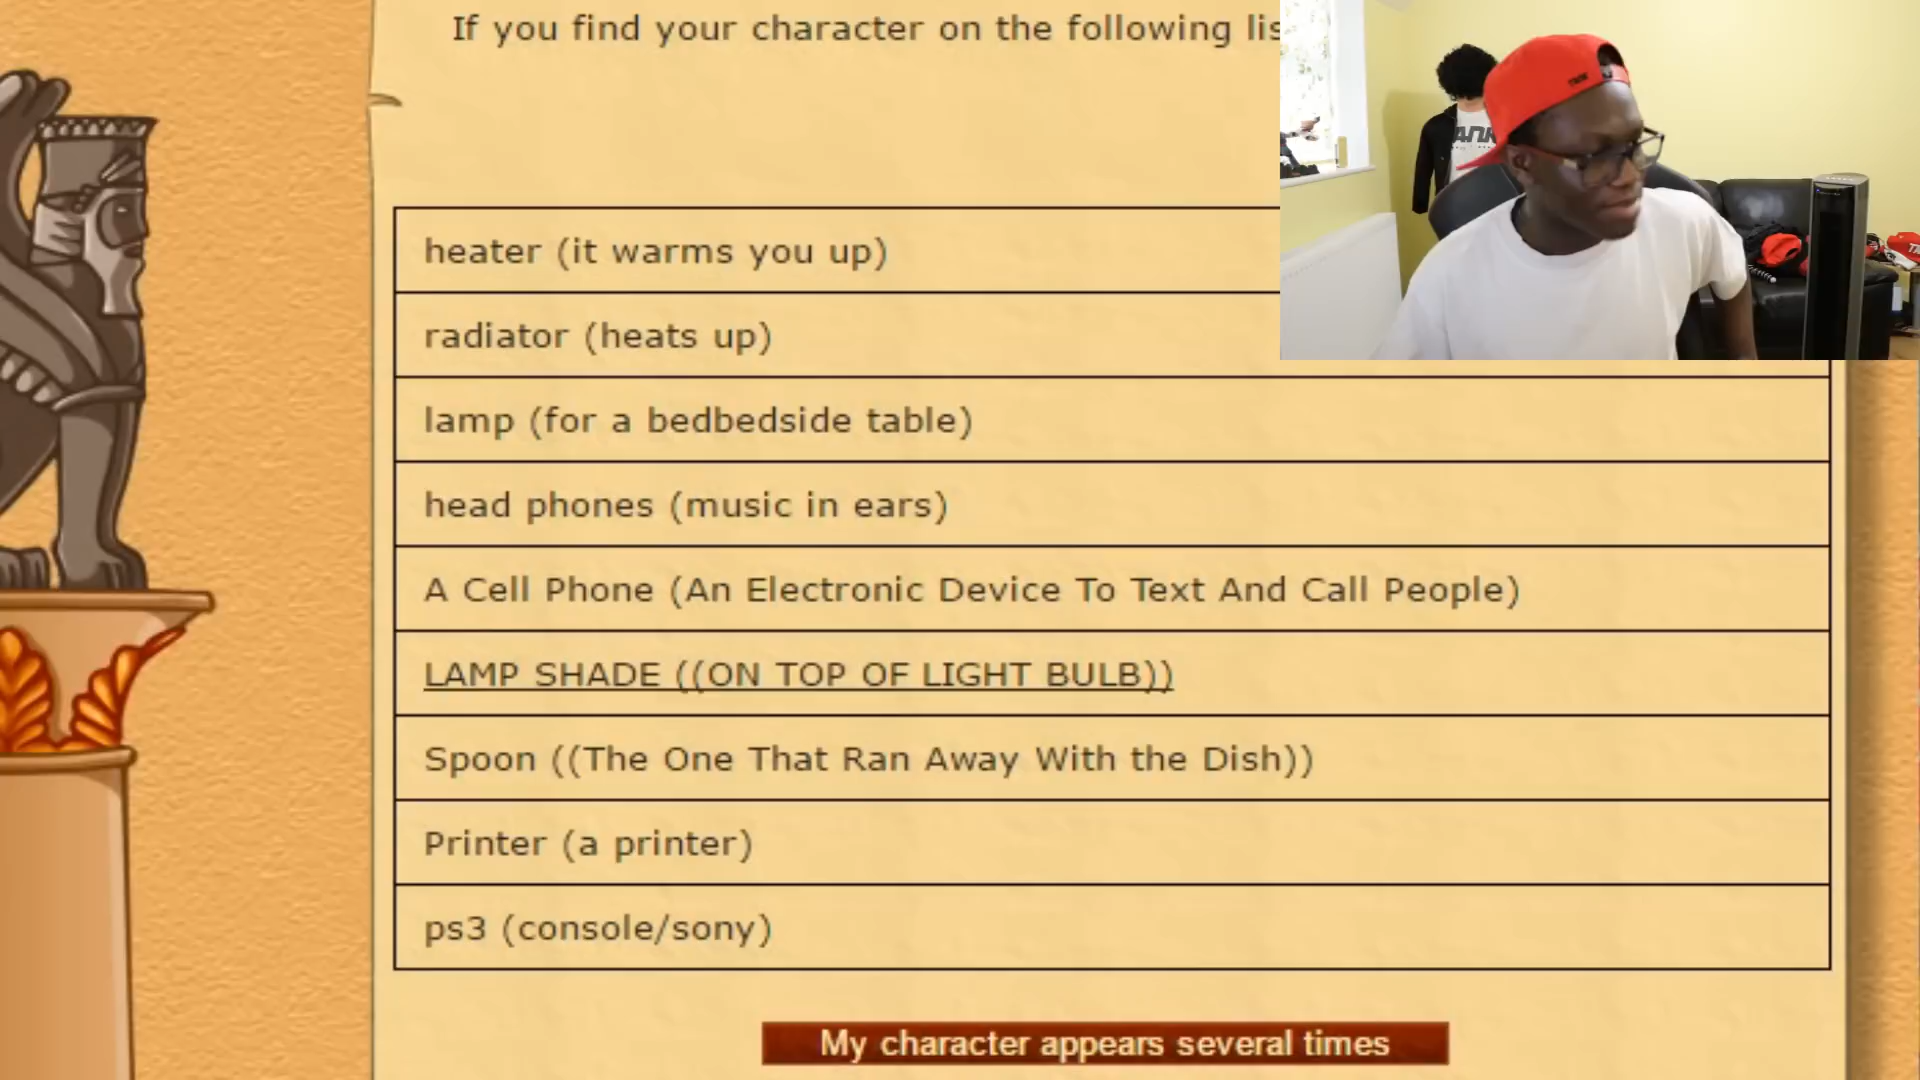 If you find your character on the following
heater (it warms you up)
radiator (heats up)
lamp (for a bedbedside table)
head phones (music in ears)
A Cell Phone (An Electronic Device To Text And Call People)
LAMP SHADE ((ON TOP OF LIGHT BULB))
Spoon ((The One That Ran Away With the Dish))
Printer (a printer)
ps3 (console/sony)
My character appears several times